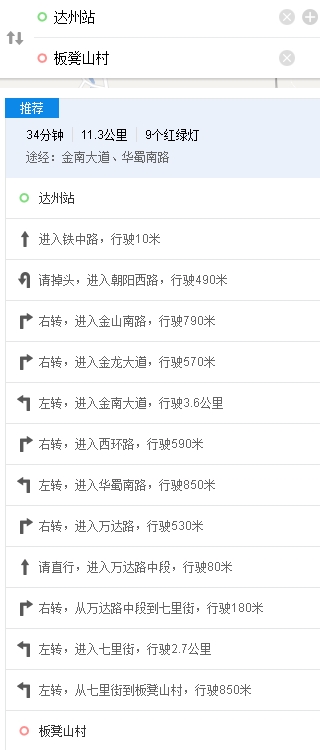 达州站
板凳山村
推荐
34分钟 11.3公里 9个红绿灯
途经：金南大道、华蜀南路
达州站
进入铁中路，行驶10米
请掉头，进入朝阳西路，行驶490米
右转，进入金山南路，行驶790米
右转，进入金龙大道，行驶570米
左转，进入金南大道，行驶3.6公里
右转，进入西环路，行驶590米
左转，进入华蜀南路，行驶850米
右转，进入万达路，行驶530米
请直行，进入万达路中段，行驶80米
右转，从万达路中段到七里街，行驶180米
左转，进入七里街，行驶2.7公里
左转，从七里街到板凳山村，行驶850米
板凳山村